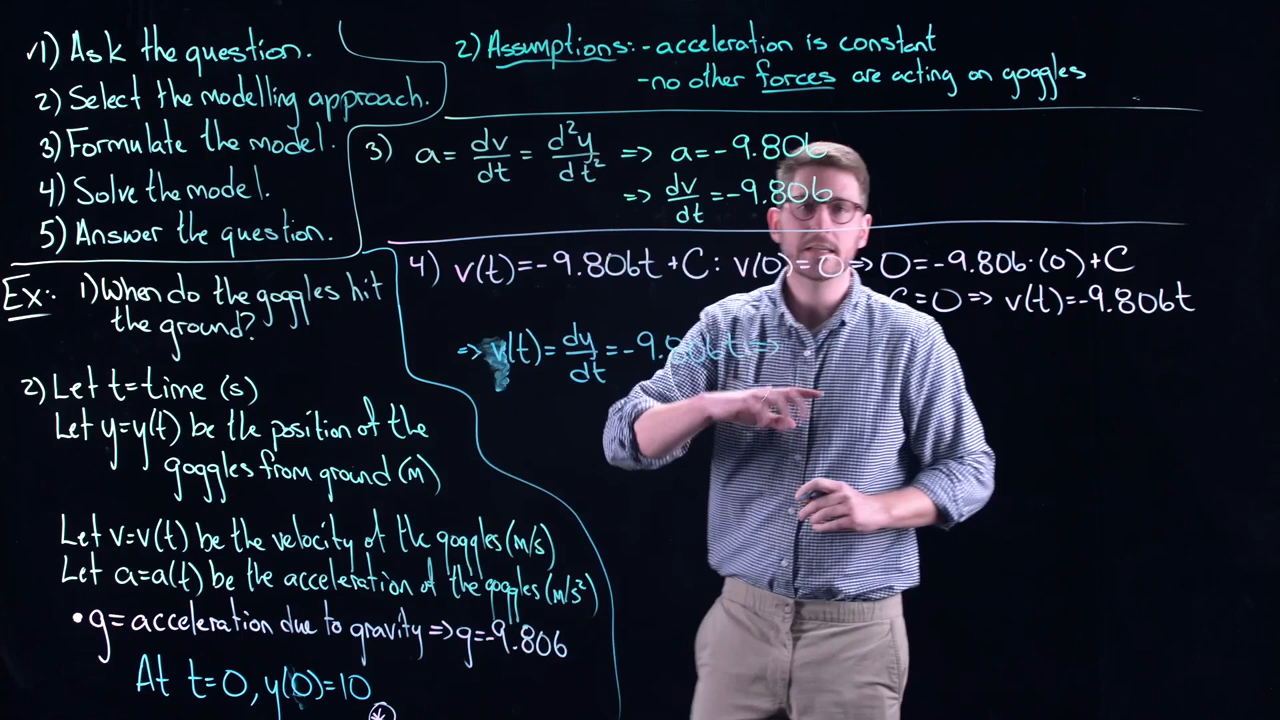 ✓1) Ask the question.
2) Select the modelling approach.
3) Formulate the model.
4) Solve the model.
5) Answer the question.
Ex: 1) When do the goggles hit
the ground?
2) Let t=time (s)
Let y=y(t) be the position of the
goggles from ground (m)
Let v=v(t) be the velocity of the goggles (m/s)
Let a=a(t) be the acceleration of the goggles (m/s²)
• g= acceleration due to gravity => g=-9.806
At t=0, y(0)=10
*
2) Assumptions: - acceleration is constant
- no other forces are acting on goggles
3) a = dv/dt = d²y/dt² => a=-9.806
=> dv/dt = -9.806
4) v(t)=-9.806t + C: v(0)=0 => 0=-9.806·(0)+C
C=0 => v(t)=-9.806t
=> v(t) = dy/dt = -9.806t =>